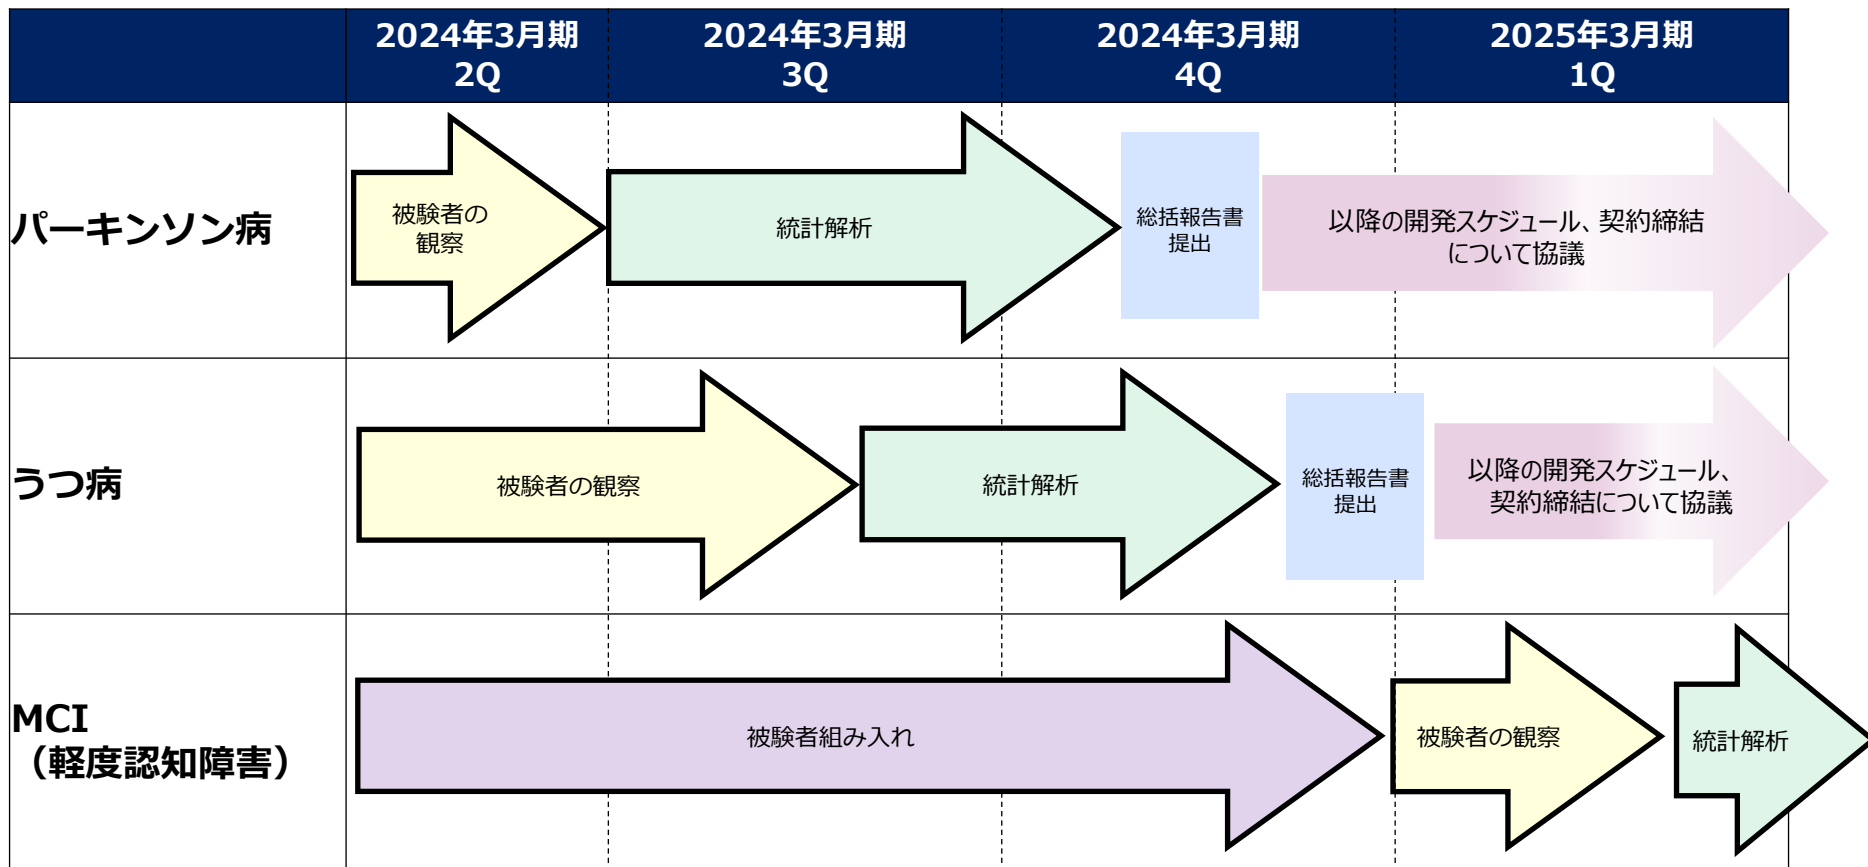 2024年3月期
2Q
2024年3月期
3Q
2024年3月期
4Q
2025年3月期
1Q
パーキンソン病
被験者の
観察
統計解析
総括報告書
提出
以降の開発スケジュール、契約締結
について協議
うつ病
被験者の観察
統計解析
総括報告書
提出
以降の開発スケジュール、
契約締結について協議
MCI
（軽度認知障害）
被験者組み入れ
被験者の観察
統計解析